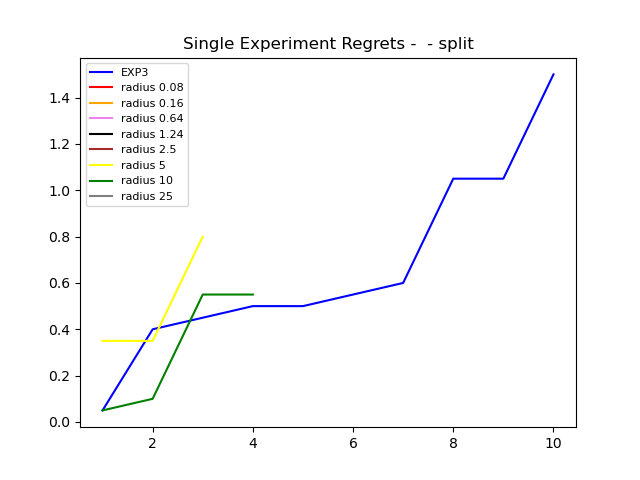 Single Experiment Regrets -  - split
EXP3
radius 0.08
radius 0.16
radius 0.64
radius 1.24
radius 2.5
radius 5
radius 10
radius 25
1.4
1.2
1.0
0.8
0.6
0.4
0.2
0.0
2 4 6 8 10